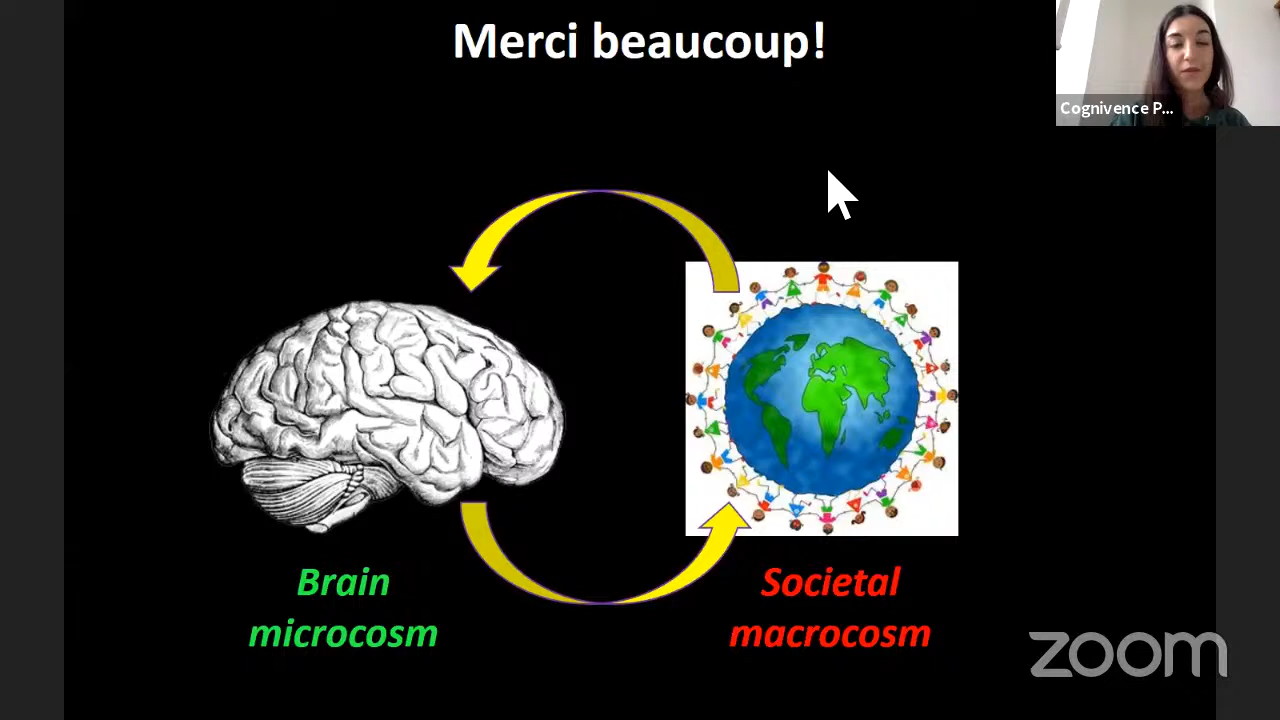 Merci beaucoup!
Cognivence P...
Brain
microcosm
Societal
macrocosm
zoom